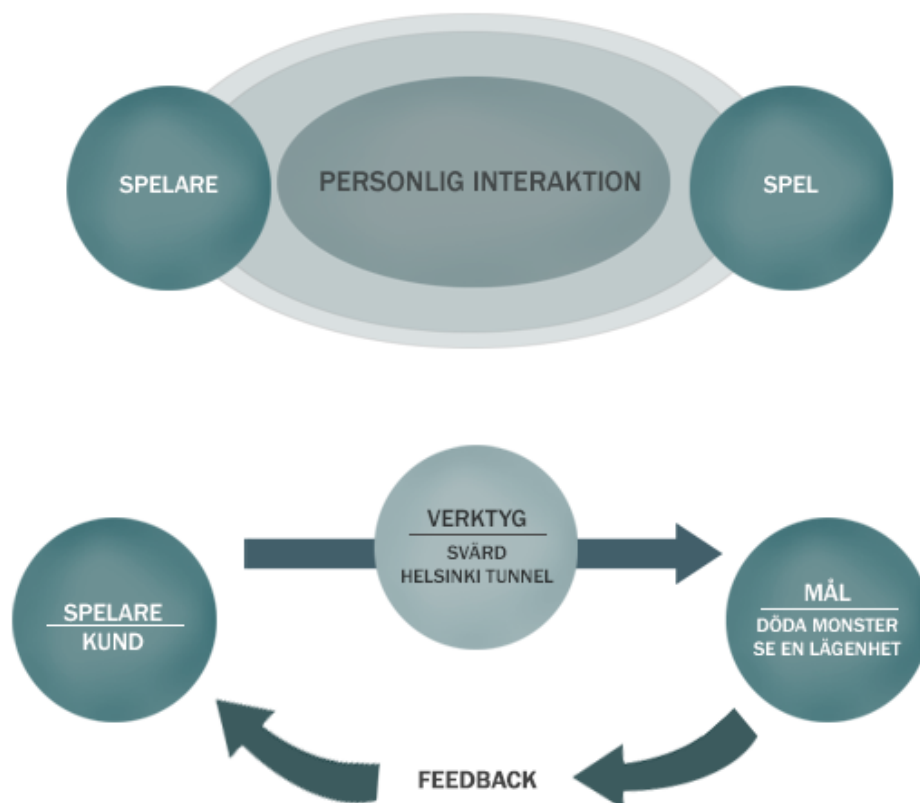 SPELARE
PERSONLIG INTERAKTION
SPEL
VERKTYG
SVÄRD
HELSINKI TUNNEL
SPELARE
KUND
MÅL
DÖDA MONSTER
SE EN LÄGENHET
FEEDBACK